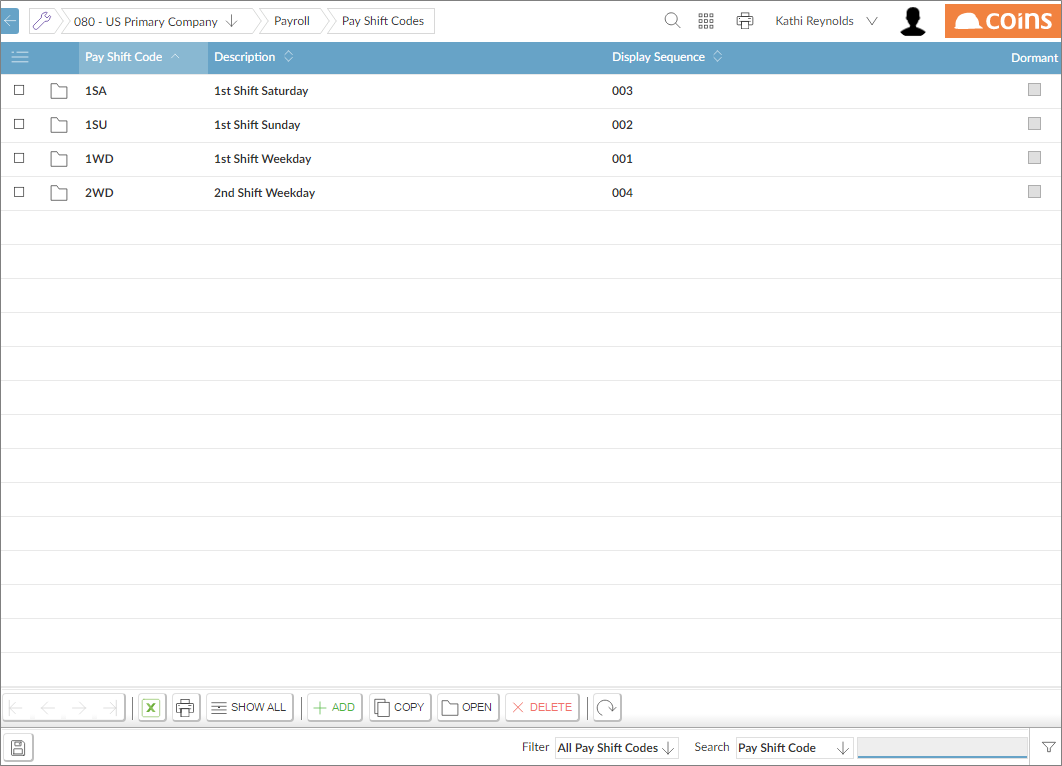 080 - US Primary Company Payroll Pay Shift Codes Kathi Reynolds coins
Pay Shift Code Description Display Sequence Dormant
1SA 1st Shift Saturday 003
1SU 1st Shift Sunday 002
1WD 1st Shift Weekday 001
2WD 2nd Shift Weekday 004
X SHOW ALL ADD COPY OPEN DELETE
Filter All Pay Shift Codes Search Pay Shift Code